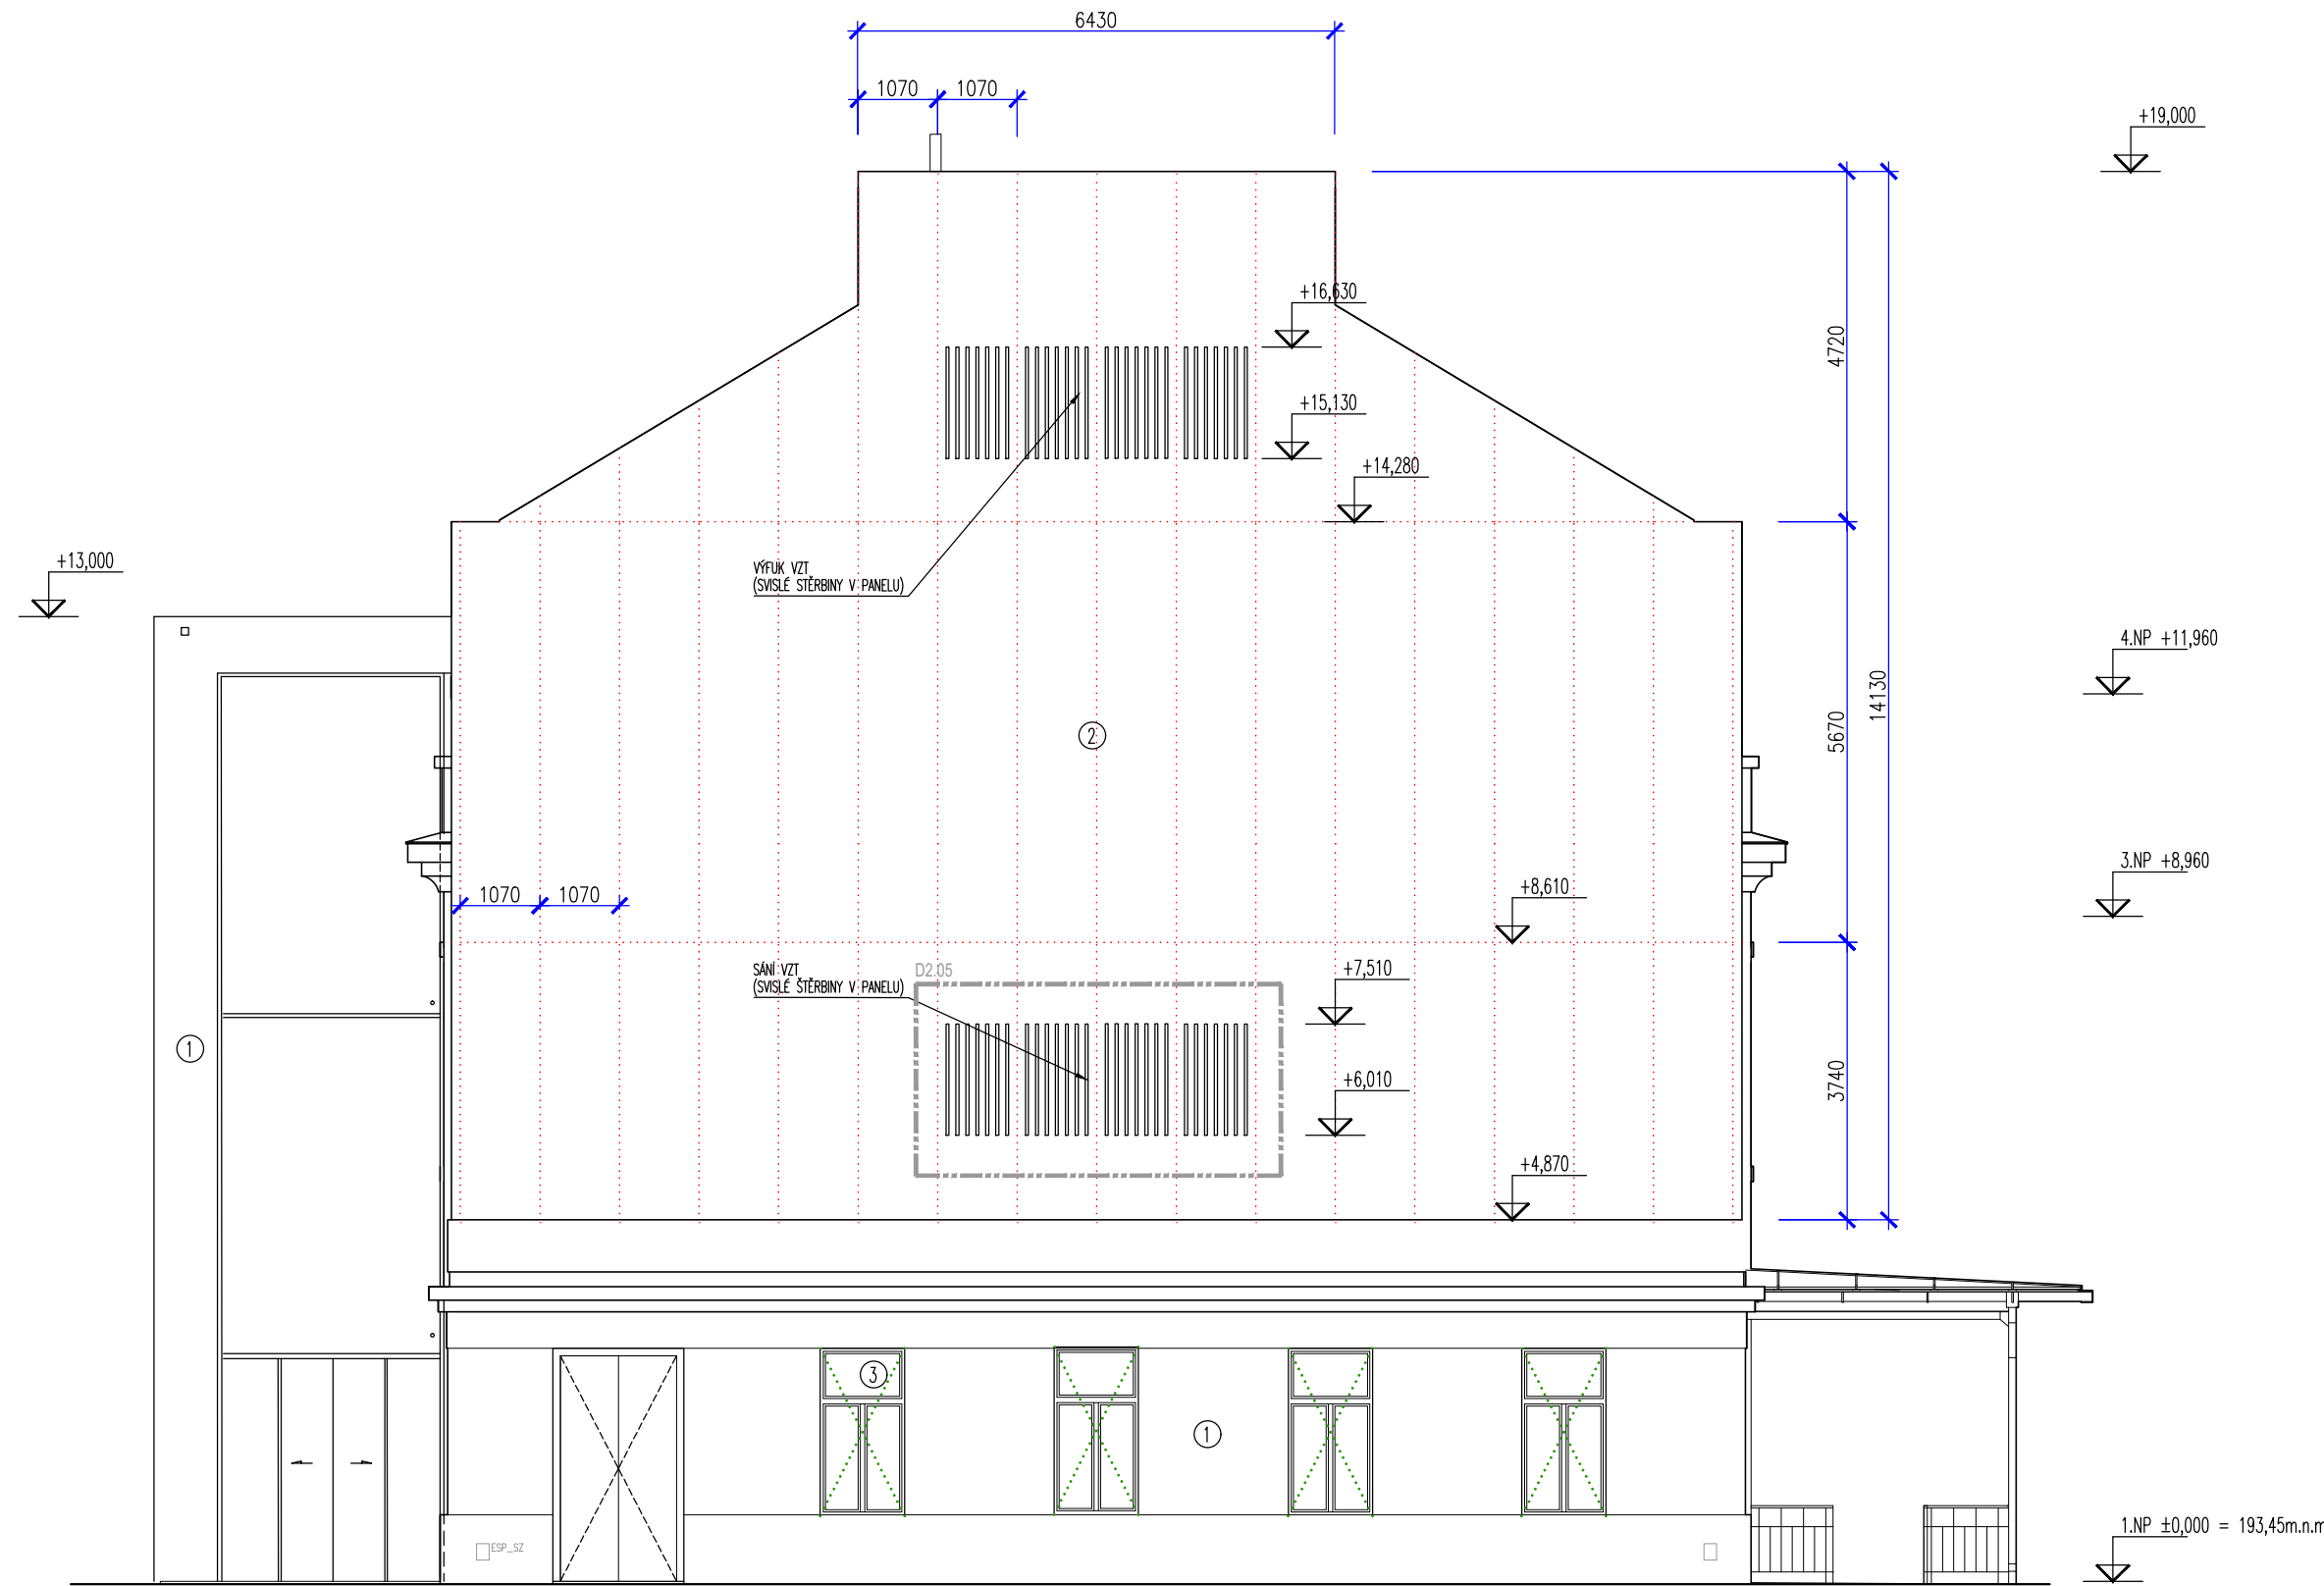 6430
1070
1070
+19,000
+16,630
4720
+15,130
+14,280
+13,000
VÝFUK VZT
(SVISLÉ STĚRBINY V PANELU)
4.NP +11,960
14130
5670
2
3.NP +8,960
1070
1070
+8,610
SÁNÍ VZT
(SVISLÉ ŠTĚRBINY V PANELU)
D2.05
+7,510
1
+6,010
3740
+4,870
3
1
1.NP ±0,000 = 193,45m.n.m
ESP_SZ